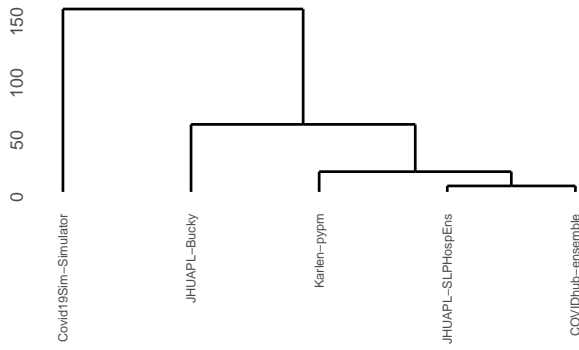 150
100
50
0
Covid19Sim−Simulator
JHUAPL−Bucky
Karlen−pypm
JHUAPL−SLPHospEns
COVIDhub−ensemble